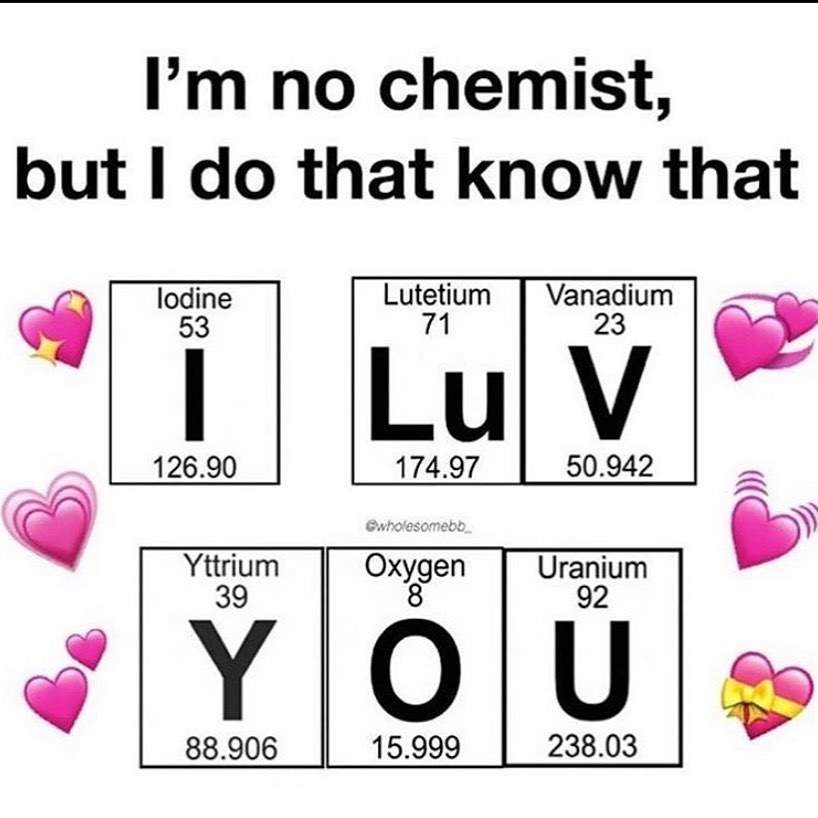 I’m no chemist,
but I do that know that
Iodine
53
I
126.90
Lutetium
71
Lu
174.97
Vanadium
23
V
50.942
@wholesomebb_
Yttrium
39
Y
88.906
Oxygen
8
O
15.999
Uranium
92
U
238.03